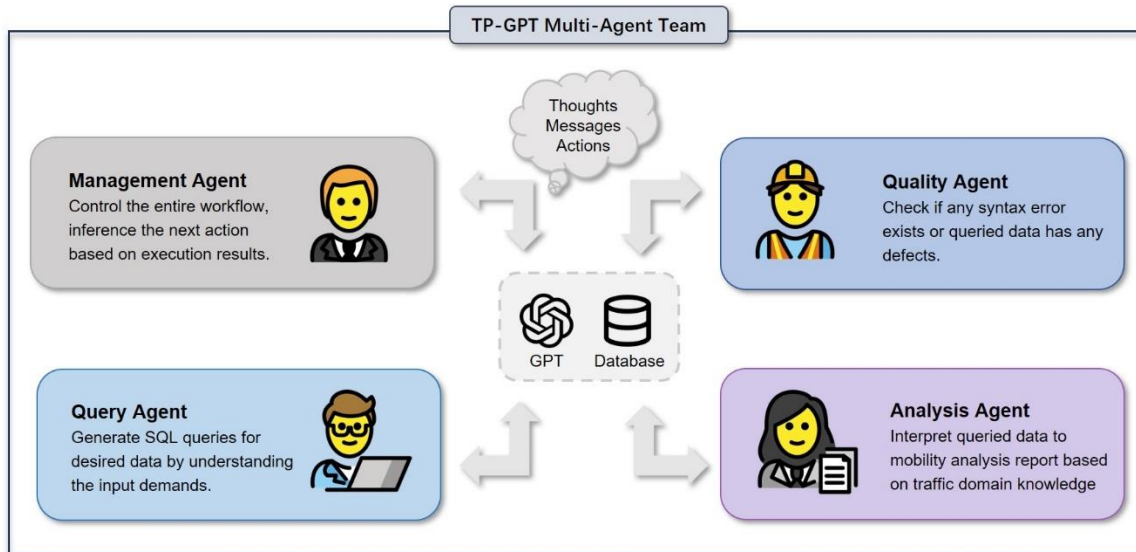 TP-GPT Multi-Agent Team
Thoughts
Messages
Actions
Management Agent
Control the entire workflow,
inference the next action
based on execution results.
Quality Agent
Check if any syntax error
exists or queried data has any
defects.
GPT
Database
Query Agent
Generate SQL queries for
desired data by understanding
the input demands.
Analysis Agent
Interpret queried data to
mobility analysis report based
on traffic domain knowledge